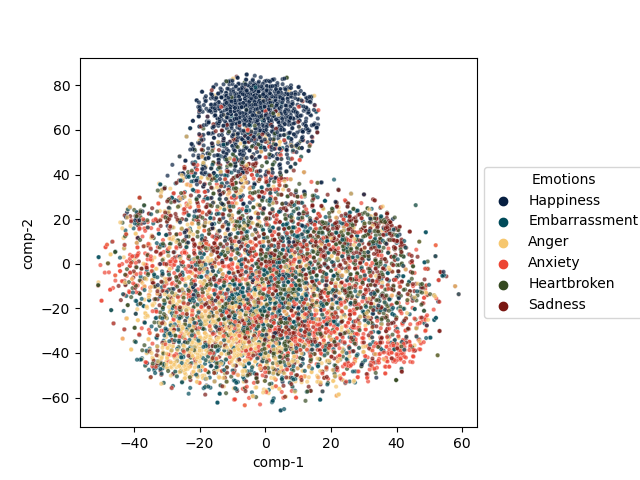 80
60
40
20
0
−20
−40
−60
comp-2
−40 −20 0 20 40 60
comp-1
Emotions
Happiness
Embarrassment
Anger
Anxiety
Heartbroken
Sadness